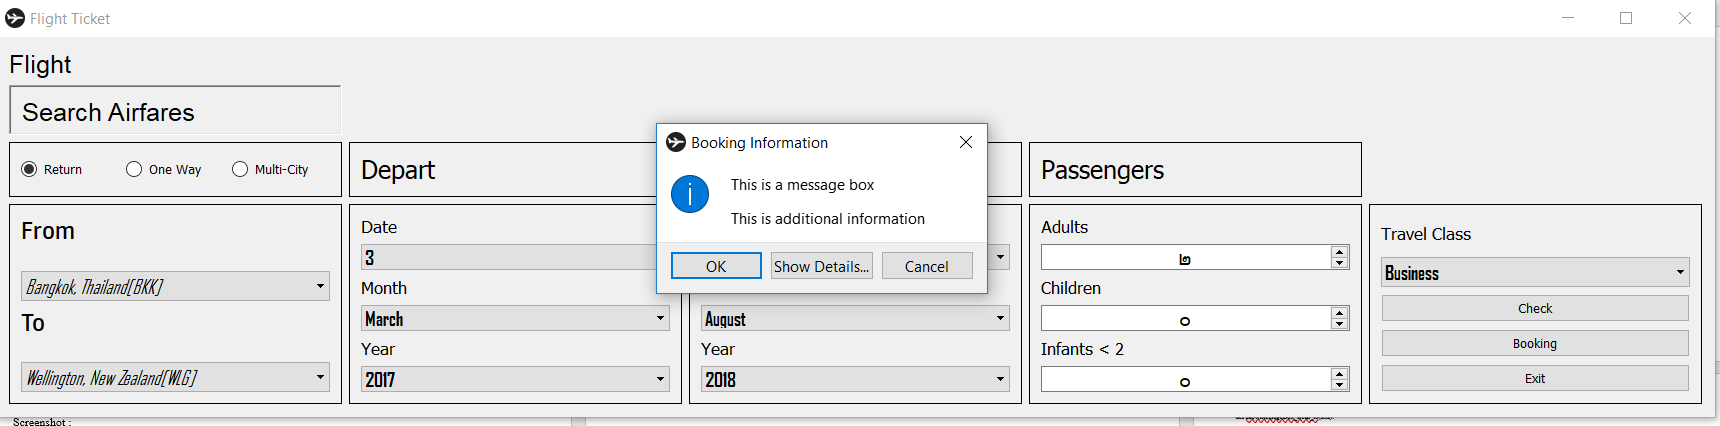 Flight Ticket
Flight
Search Airfares
Return
One Way
Multi-City
Depart
Passengers
From
Bangkok, Thailand[BKK]
To
Wellington, New Zealand[WLG]
Date
3
Month
March
Year
2017
August
Year
2018
Booking Information
This is a message box
This is additional information
OK
Show Details...
Cancel
Adults
๒
Children
๐
Infants < 2
๐
Travel Class
Business
Check
Booking
Exit
Screenshot :